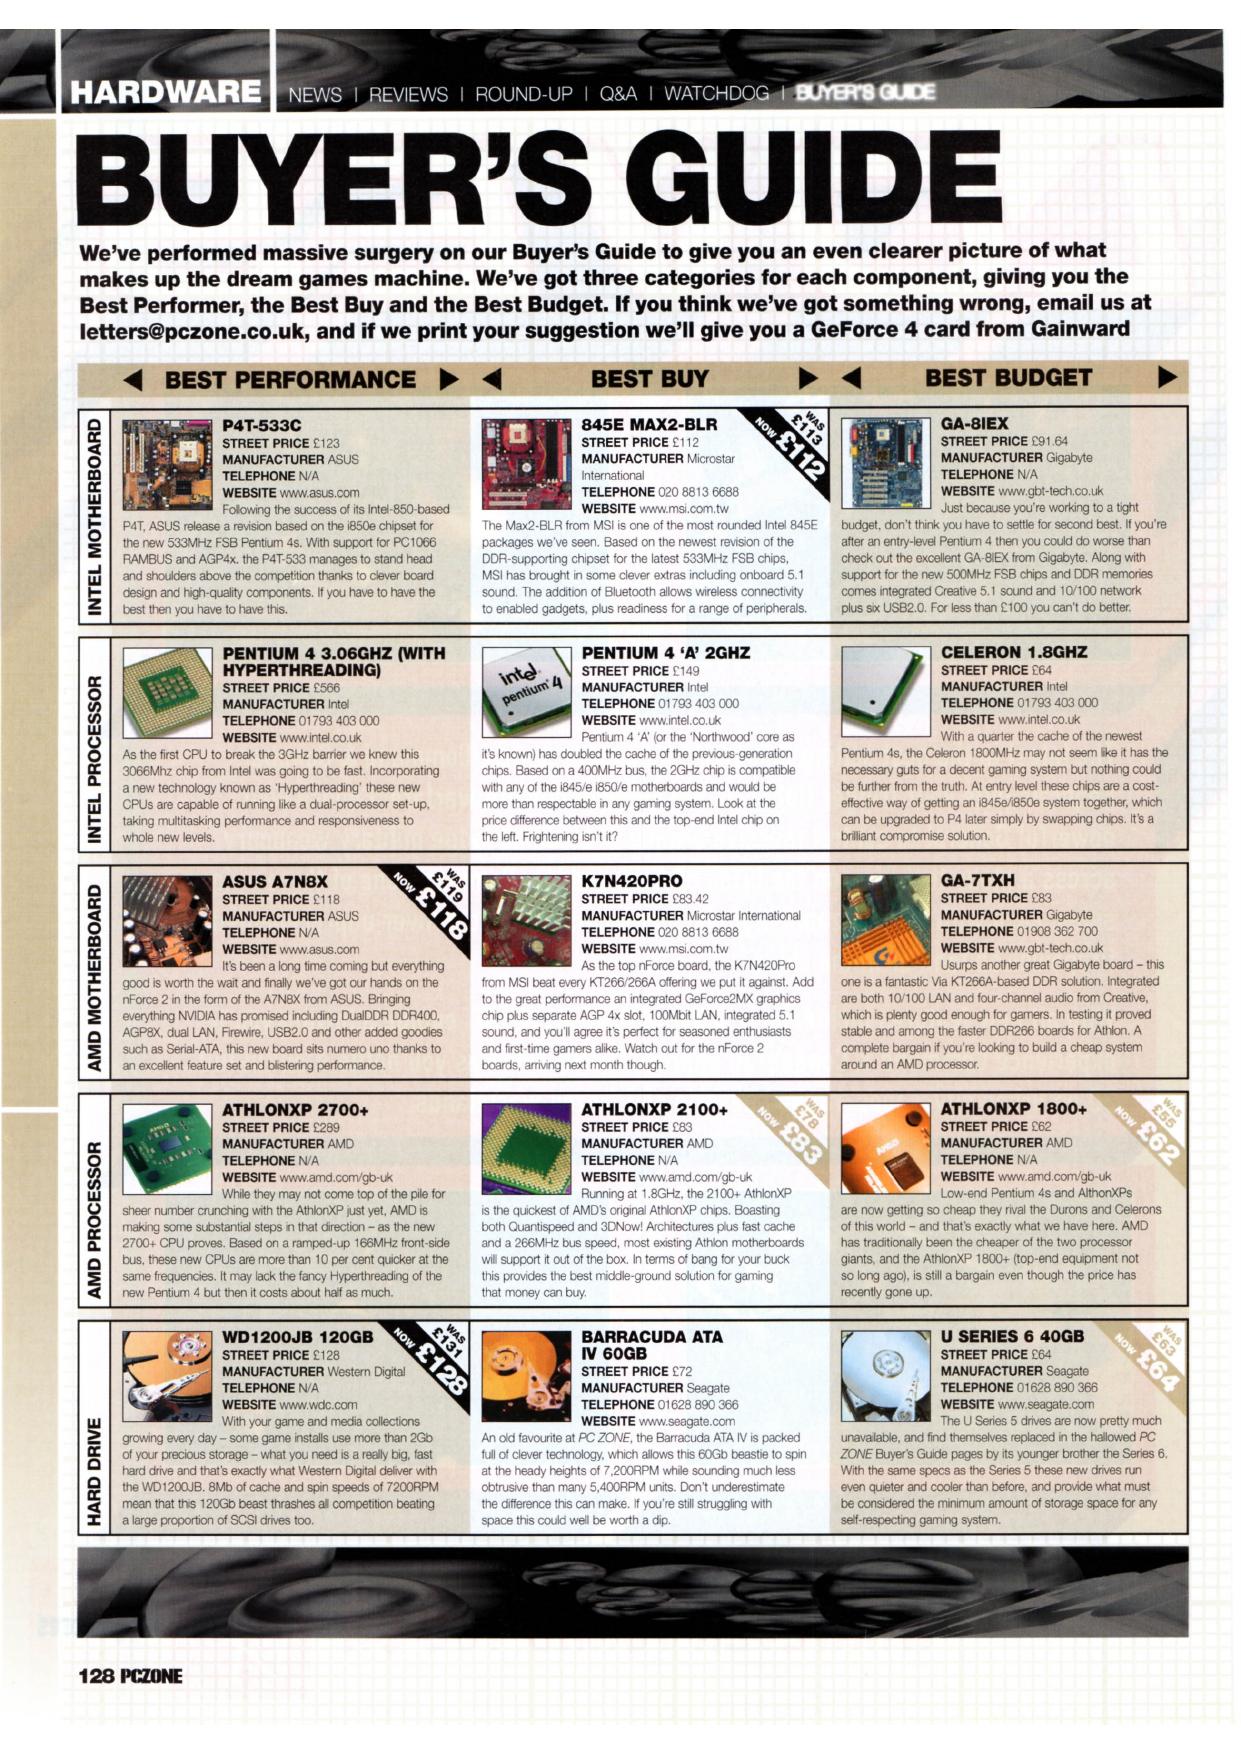 HARDWARE
NEWS | REVIEWS | ROUND-UP | Q&A | WATCHDOG | BUYER'S GUIDE
BUYER'S GUIDE
We've performed massive surgery on our Buyer's Guide to give you an even clearer picture of what
makes up the dream games machine. We've got three categories for each component, giving you the
Best Performer, the Best Buy and the Best Budget. If you think we've got something wrong, email us at
letters@pczone.co.uk, and if we print your suggestion we'll give you a GeForce 4 card from Gainward
BEST PERFORMANCE
BEST BUY
BEST BUDGET
INTEL MOTHERBOARD
P4T-533C
STREET PRICE £123
MANUFACTURER ASUS
TELEPHONE N/A
WEBSITE www.asus.com
Following the success of its Intel-850-based
P4T, ASUS release a revision based on the i850e chipset for
the new 533MHz FSB Pentium 4s. With support for PC1066
RAMBUS and AGP4x. the P4T-533 manages to stand head
and shoulders above the competition thanks to clever board
design and high-quality components. If you have to have the
best then you have to have this.
845E MAX2-BLR
STREET PRICE £112
MANUFACTURER Microstar
International
TELEPHONE 020 8813 6688
WEBSITE www.msi.com.tw
WAS
£113
NOW
£112
The Max2-BLR from MSI is one of the most rounded Intel 845E
packages we've seen. Based on the newest revision of the
DDR-supporting chipset for the latest 533MHz FSB chips,
MSI has brought in some clever extras including onboard 5.1
sound. The addition of Bluetooth allows wireless connectivity
to enabled gadgets, plus readiness for a range of peripherals.
GA-8IEX
STREET PRICE £91.64
MANUFACTURER Gigabyte
TELEPHONE N/A
WEBSITE www.gbt-tech.co.uk
Just because you're working to a tight
budget, don't think you have to settle for second best. If you're
after an entry-level Pentium 4 then you could do worse than
check out the excellent GA-8IEX from Gigabyte. Along with
support for the new 500MHz FSB chips and DDR memories
comes integrated Creative 5.1 sound and 10/100 network
plus six USB2.0. For less than £100 you can't do better.
INTEL PROCESSOR
PENTIUM 4 3.06GHZ (WITH
HYPERTHREADING)
STREET PRICE £566
MANUFACTURER Intel
TELEPHONE 01793 403 000
WEBSITE www.intel.co.uk
As the first CPU to break the 3GHz barrier we knew this
3066Mhz chip from Intel was going to be fast. Incorporating
a new technology known as 'Hyperthreading' these new
CPUs are capable of running like a dual-processor set-up,
taking multitasking performance and responsiveness to
whole new levels.
intel
pentium 4
PENTIUM 4 'A' 2GHZ
STREET PRICE £149
MANUFACTURER Intel
TELEPHONE 01793 403 000
WEBSITE www.intel.co.uk
Pentium 4 'A' (or the 'Northwood' core as
it's known) has doubled the cache of the previous-generation
chips. Based on a 400MHz bus, the 2GHz chip is compatible
with any of the i845/e i850/e motherboards and would be
more than respectable in any gaming system. Look at the
price difference between this and the top-end Intel chip on
the left. Frightening isn't it?
CELERON 1.8GHZ
STREET PRICE £64
MANUFACTURER Intel
TELEPHONE 01793 403 000
WEBSITE www.intel.co.uk
With a quarter the cache of the newest
Pentium 4s, the Celeron 1800MHz may not seem like it has the
necessary guts for a decent gaming system but nothing could
be further from the truth. At entry level these chips are a cost-
effective way of getting an i845e/i850e system together, which
can be upgraded to P4 later simply by swapping chips. It's a
brilliant compromise solution.
AMD MOTHERBOARD
ASUS A7N8X
STREET PRICE £118
MANUFACTURER ASUS
TELEPHONE N/A
WEBSITE www.asus.com
WAS
£119
NOW
£118
It's been a long time coming but everything
good is worth the wait and finally we've got our hands on the
nForce 2 in the form of the A7N8X from ASUS. Bringing
everything NVIDIA has promised including DualDDR DDR400,
AGP8X, dual LAN, Firewire, USB2.0 and other added goodies
such as Serial-ATA, this new board sits numero uno thanks to
an excellent feature set and blistering performance.
K7N420PRO
STREET PRICE £83.42
MANUFACTURER Microstar International
TELEPHONE 020 8813 6688
WEBSITE www.msi.com.tw
As the top nForce board, the K7N420Pro
from MSI beat every KT266/266A offering we put it against. Add
to the great performance an integrated GeForce2MX graphics
chip plus separate AGP 4x slot, 100Mbit LAN, integrated 5.1
sound, and you'll agree it's perfect for seasoned enthusiasts
and first-time gamers alike. Watch out for the nForce 2
boards, arriving next month though.
GA-7TXH
STREET PRICE £83
MANUFACTURER Gigabyte
TELEPHONE 01908 362 700
WEBSITE www.gbt-tech.co.uk
Usurps another great Gigabyte board – this
one is a fantastic Via KT266A-based DDR solution. Integrated
are both 10/100 LAN and four-channel audio from Creative,
which is plenty good enough for gamers. In testing it proved
stable and among the faster DDR266 boards for Athlon. A
complete bargain if you're looking to build a cheap system
around an AMD processor.
AMD PROCESSOR
ATHLONXP 2700+
STREET PRICE £289
MANUFACTURER AMD
TELEPHONE N/A
WEBSITE www.amd.com/gb-uk
While they may not come top of the pile for
sheer number crunching with the AthlonXP just yet, AMD is
making some substantial steps in that direction – as the new
2700+ CPU proves. Based on a ramped-up 166MHz front-side
bus, these new CPUs are more than 10 per cent quicker at the
same frequencies. It may lack the fancy Hyperthreading of the
new Pentium 4 but then it costs about half as much.
ATHLONXP 2100+
STREET PRICE £83
MANUFACTURER AMD
TELEPHONE N/A
WEBSITE www.amd.com/gb-uk
WAS
£78
NOW
£83
Running at 1.8GHz, the 2100+ AthlonXP
is the quickest of AMD's original AthlonXP chips. Boasting
both Quantispeed and 3DNow! Architectures plus fast cache
and a 266MHz bus speed, most existing Athlon motherboards
will support it out of the box. In terms of bang for your buck
this provides the best middle-ground solution for gaming
that money can buy.
ATHLONXP 1800+
STREET PRICE £62
MANUFACTURER AMD
TELEPHONE N/A
WEBSITE www.amd.com/gb-uk
WAS
£55
NOW
£62
Low-end Pentium 4s and AlthonXPs
are now getting so cheap they rival the Durons and Celerons
of this world – and that's exactly what we have here. AMD
has traditionally been the cheaper of the two processor
giants, and the AthlonXP 1800+ (top-end equipment not
so long ago), is still a bargain even though the price has
recently gone up.
HARD DRIVE
WD1200JB 120GB
STREET PRICE £128
MANUFACTURER Western Digital
TELEPHONE N/A
WEBSITE www.wdc.com
WAS
£131
NOW
£128
With your game and media collections
growing every day – some game installs use more than 2Gb
of your precious storage – what you need is a really big, fast
hard drive and that's exactly what Western Digital deliver with
the WD1200JB. 8Mb of cache and spin speeds of 7200RPM
mean that this 120Gb beast thrashes all competition beating
a large proportion of SCSI drives too.
BARRACUDA ATA
IV 60GB
STREET PRICE £72
MANUFACTURER Seagate
TELEPHONE 01628 890 366
WEBSITE www.seagate.com
An old favourite at PC ZONE, the Barracuda ATA IV is packed
full of clever technology, which allows this 60Gb beastie to spin
at the heady heights of 7,200RPM while sounding much less
obtrusive than many 5,400RPM units. Don't underestimate
the difference this can make. If you're still struggling with
space this could well be worth a dip.
U SERIES 6 40GB
STREET PRICE £64
MANUFACTURER Seagate
TELEPHONE 01628 890 366
WEBSITE www.seagate.com
WAS
£63
NOW
£64
The U Series 5 drives are now pretty much
unavailable, and find themselves replaced in the hallowed PC
ZONE Buyer's Guide pages by its younger brother the Series 6.
With the same specs as the Series 5 these new drives run
even quieter and cooler than before, and provide what must
be considered the minimum amount of storage space for any
self-respecting gaming system.
128 PCZONE